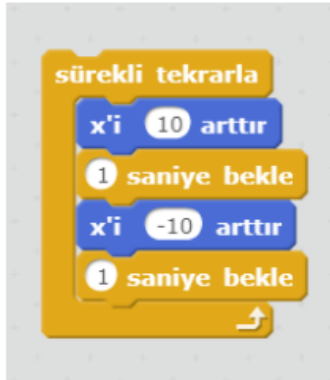 sürekli tekrarla
x'i 10 arttır
1 saniye bekle
x'i -10 arttır
1 saniye bekle